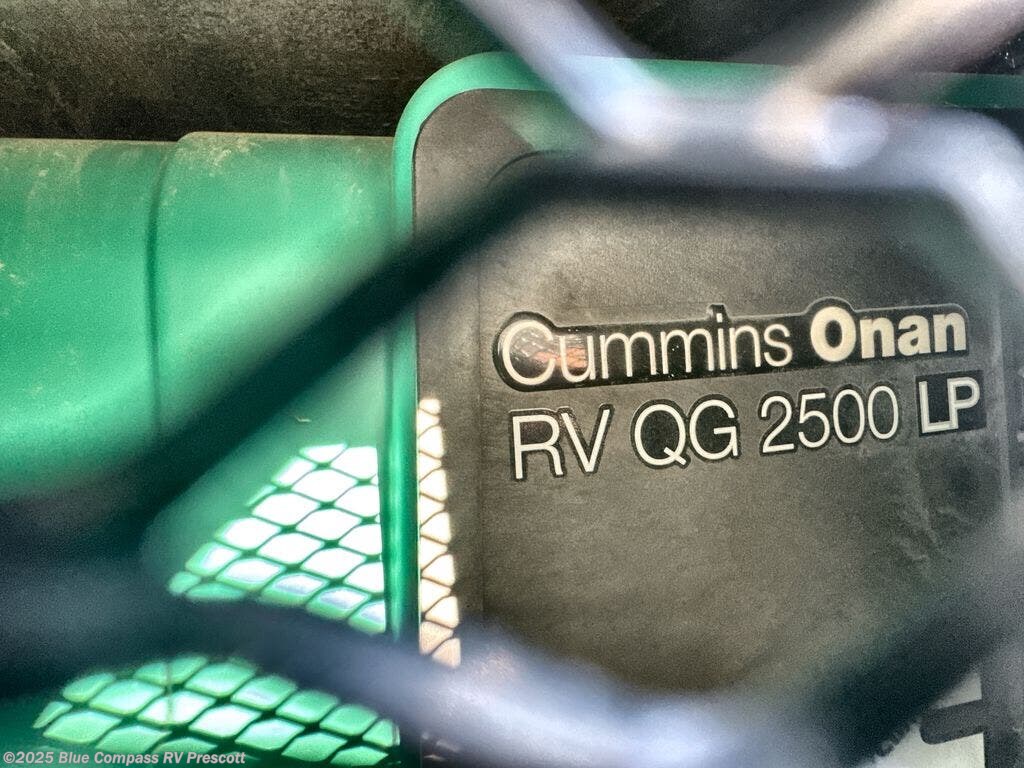 Cummins Onan
RV QG 2500 LP
©2025 Blue Compass RV Prescott